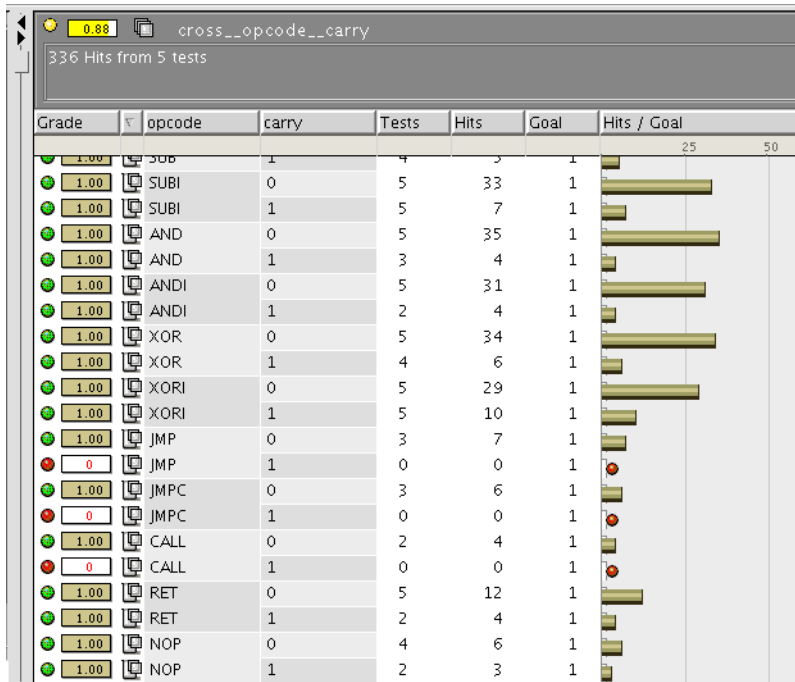 0.88 cross__opcode__carry
336 Hits from 5 tests
Grade opcode carry Tests Hits Goal Hits / Goal
25 50
1.00 SUB 1 4 1
1.00 SUBI 0 5 33 1
1.00 SUBI 1 5 7 1
1.00 AND 0 5 35 1
1.00 AND 1 3 4 1
1.00 ANDI 0 5 31 1
1.00 ANDI 1 2 4 1
1.00 XOR 0 5 34 1
1.00 XOR 1 4 6 1
1.00 XORI 0 5 29 1
1.00 XORI 1 5 10 1
1.00 JMP 0 3 7 1
0 JMP 1 0 0 1
1.00 JMPC 0 3 6 1
0 JMPC 1 0 0 1
1.00 CALL 0 2 4 1
0 CALL 1 0 0 1
1.00 RET 0 5 12 1
1.00 RET 1 2 4 1
1.00 NOP 0 4 6 1
1.00 NOP 1 2 3 1